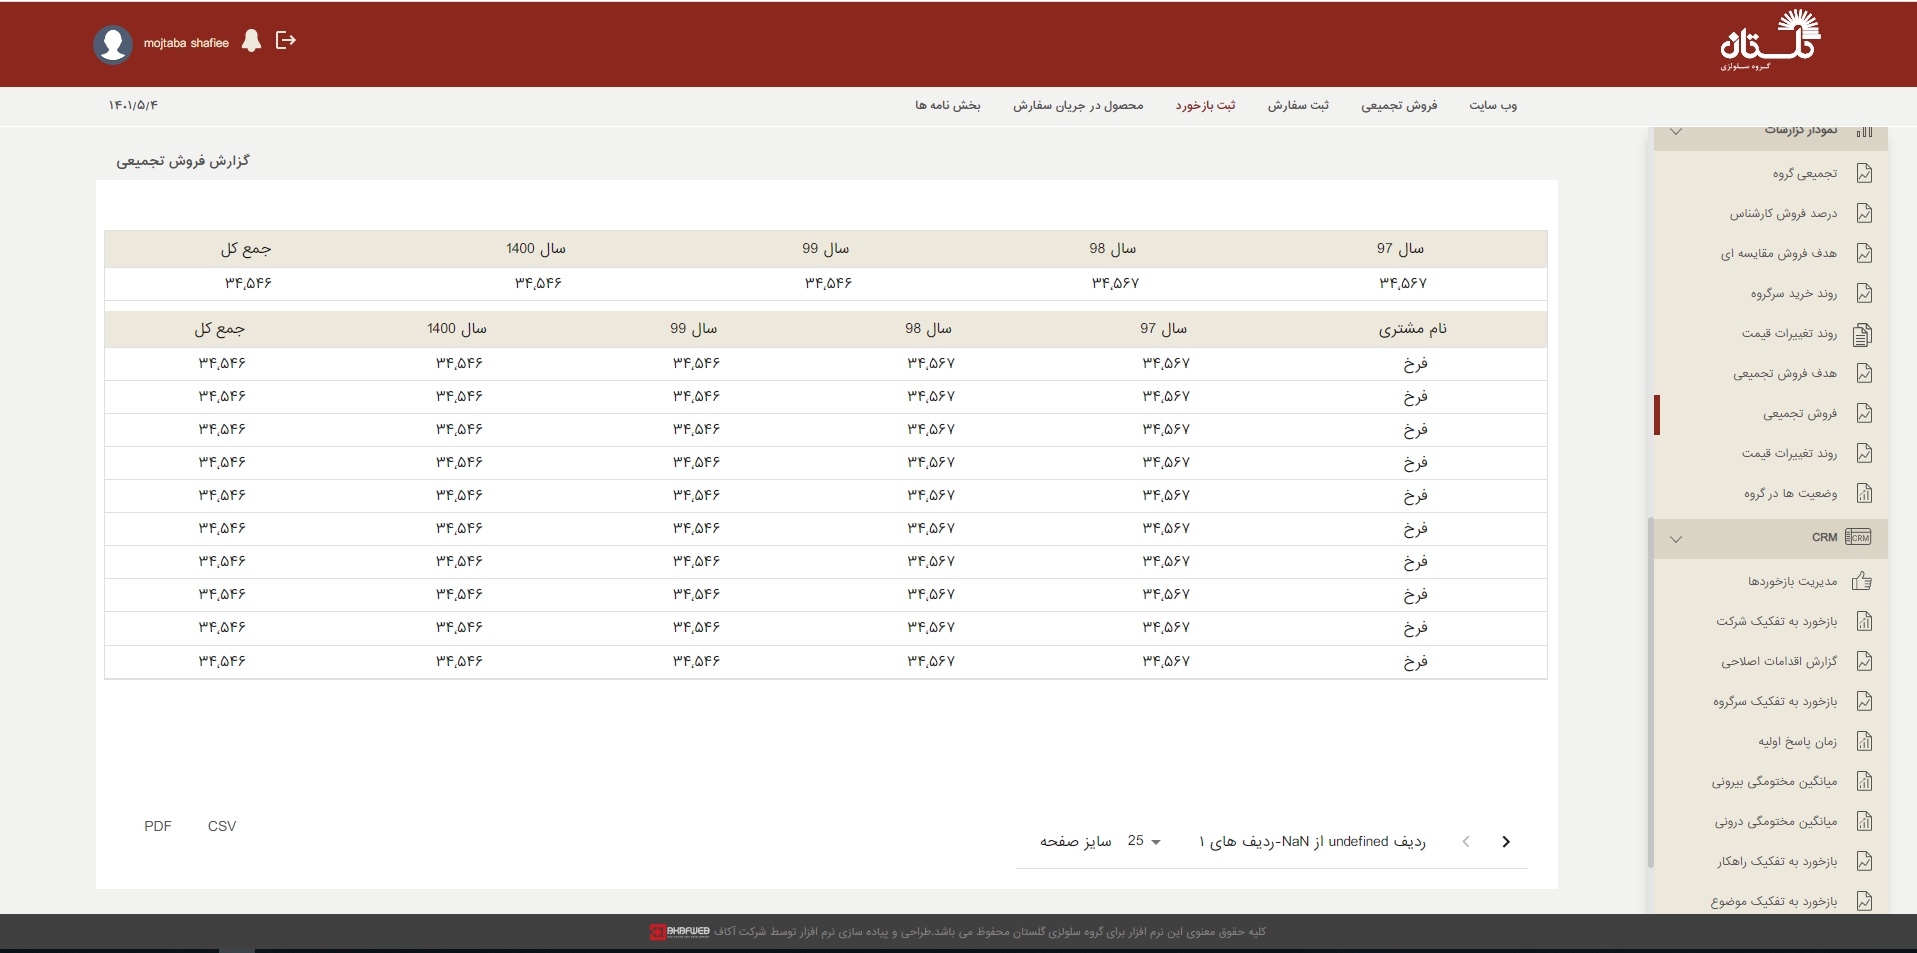 mojtaba shafiee
گلستان
گروه سلولزی
وب سایت
فروش تجمیعی
ثبت سفارش
ثبت بازخورد
محصول در جریان سفارش
بخش نامه ها
۱۴۰۱/۵/۴
گزارش فروش تجمیعی
سال 97 سال 98 سال 99 سال 1400 جمع کل
۳۴,۵۶۷ ۳۴,۵۶۷ ۳۴,۵۴۶ ۳۴,۵۴۶ ۳۴,۵۴۶
نام مشتری سال 97 سال 98 سال 99 سال 1400 جمع کل
فرخ ۳۴,۵۶۷ ۳۴,۵۶۷ ۳۴,۵۴۶ ۳۴,۵۴۶ ۳۴,۵۴۶
فرخ ۳۴,۵۶۷ ۳۴,۵۶۷ ۳۴,۵۴۶ ۳۴,۵۴۶ ۳۴,۵۴۶
فرخ ۳۴,۵۶۷ ۳۴,۵۶۷ ۳۴,۵۴۶ ۳۴,۵۴۶ ۳۴,۵۴۶
فرخ ۳۴,۵۶۷ ۳۴,۵۶۷ ۳۴,۵۴۶ ۳۴,۵۴۶ ۳۴,۵۴۶
فرخ ۳۴,۵۶۷ ۳۴,۵۶۷ ۳۴,۵۴۶ ۳۴,۵۴۶ ۳۴,۵۴۶
فرخ ۳۴,۵۶۷ ۳۴,۵۶۷ ۳۴,۵۴۶ ۳۴,۵۴۶ ۳۴,۵۴۶
فرخ ۳۴,۵۶۷ ۳۴,۵۶۷ ۳۴,۵۴۶ ۳۴,۵۴۶ ۳۴,۵۴۶
فرخ ۳۴,۵۶۷ ۳۴,۵۶۷ ۳۴,۵۴۶ ۳۴,۵۴۶ ۳۴,۵۴۶
فرخ ۳۴,۵۶۷ ۳۴,۵۶۷ ۳۴,۵۴۶ ۳۴,۵۴۶ ۳۴,۵۴۶
فرخ ۳۴,۵۶۷ ۳۴,۵۶۷ ۳۴,۵۴۶ ۳۴,۵۴۶ ۳۴,۵۴۶
ردیف undefined از NaN-ردیف های ۱
25 سایز صفحه
CSV
PDF
نمودار گزارشات
تجمیعی گروه
درصد فروش کارشناس
هدف فروش مقایسه ای
روند خرید سرگروه
روند تغییرات قیمت
هدف فروش تجمیعی
فروش تجمیعی
روند تغییرات قیمت
وضعیت ها در گروه
CRM
CRM
مدیریت بازخوردها
بازخورد به تفکیک شرکت
گزارش اقدامات اصلاحی
بازخورد به تفکیک سرگروه
زمان پاسخ اولیه
میانگین مختومگی بیرونی
میانگین مختومگی درونی
بازخورد به تفکیک راهکار
بازخورد به تفکیک موضوع
کلیه حقوق معنوی این نرم افزار برای گروه سلولزی گلستان محفوظ می باشد.طراحی و پیاده سازی نرم افزار توسط شرکت آکاف
AKAFWEB